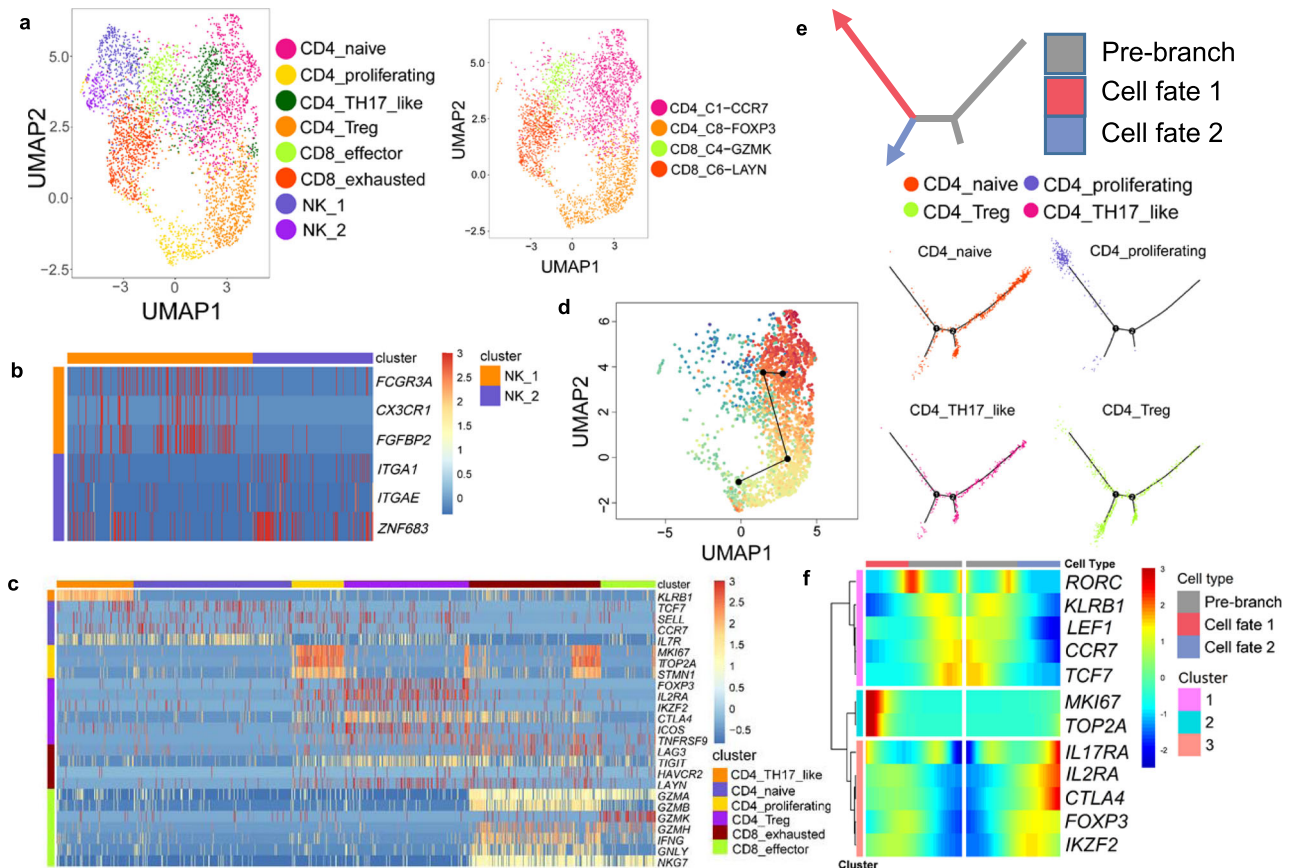 a
5.0
2.5
0.0
−2.5
UMAP2
−3
0
3
UMAP1
CD4_naive
CD4_proliferating
CD4_TH17_like
CD4_Treg
CD8_effector
CD8_exhausted
NK_1
NK_2
5.0
2.5
0.0
−2.5
UMAP2
−3
0
3
UMAP1
CD4_C1−CCR7
CD4_C8−FOXP3
CD8_C4−GZMK
CD8_C6−LAYN
b
cluster
FCGR3A
CX3CR1
FGFBP2
ITGA1
ITGAE
ZNF683
3
2.5
2
1.5
1
0.5
0
cluster
NK_1
NK_2
c
cluster
KLRB1
TCF7
SELL
CCR7
IL7R
MKI67
TTOP2A
STMN1
FOXP3
IL2RA
IKZF2
CTLA4
ICOS
TNFRSF9
LAG3
TIGIT
HAVCR2
LAYN
GZMA
GZMB
GZMK
GZMH
IFNG
GNLY
NKG7
3
2.5
2
1.5
1
0.5
0
−0.5
cluster
CD4_TH17_like
CD4_naive
CD4_proliferating
CD4_Treg
CD8_exhausted
CD8_effector
d
6
4
2
0
−2
UMAP2
−5
0
5
UMAP1
e
Pre-branch
Cell fate 1
Cell fate 2
CD4_naive
CD4_proliferating
CD4_Treg
CD4_TH17_like
CD4_naive
CD4_proliferating
CD4_TH17_like
CD4_Treg
f
Cell Type
RORC
KLRB1
LEF1
CCR7
TCF7
MKI67
TOP2A
IL17RA
IL2RA
CTLA4
FOXP3
IKZF2
Cluster
3
2
1
0
-1
-2
Cell type
Pre-branch
Cell fate 1
Cell fate 2
Cluster
1
2
3